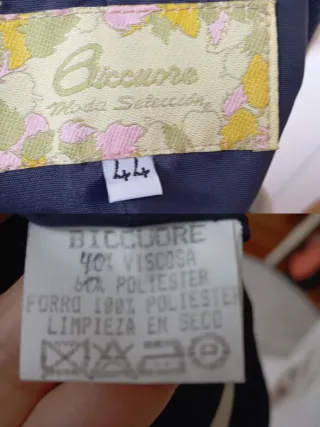 Biccuore
Moda Selección
44
BICCUORE
40% VISCOSA
60% POLIESTER
FORRO 100% POLIESTER
LIMPIEZA EN SECO